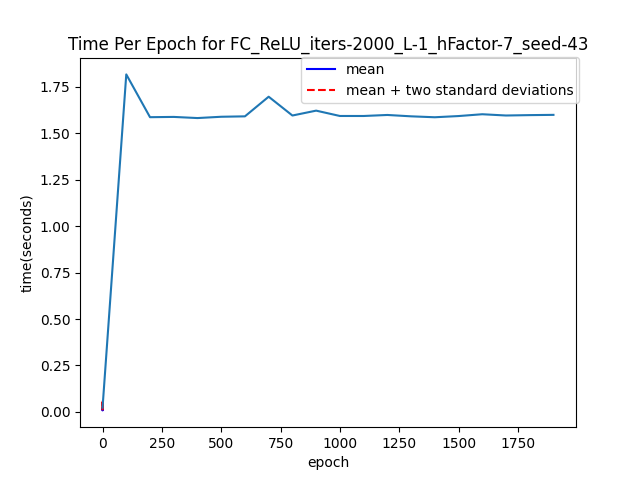 Time Per Epoch for FC_ReLU_iters-2000_L-1_hFactor-7_seed-43
mean
mean + two standard deviations
1.75
1.50
1.25
1.00
0.75
0.50
0.25
0.00
time(seconds)
0 250 500 750 1000 1250 1500 1750
epoch